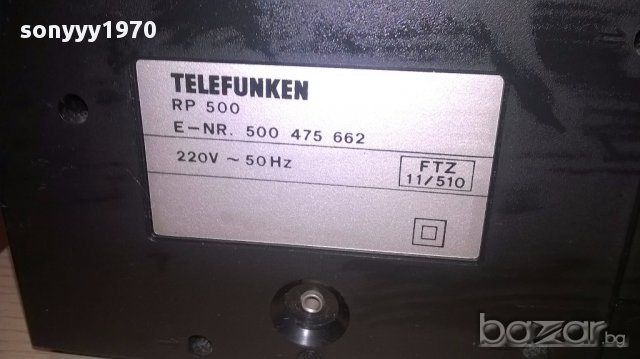 sonyyy1970
TELEFUNKEN
RP 500
E-NR. 500 475 662
220V ~ 50Hz
FTZ
11/510
bazar.bg